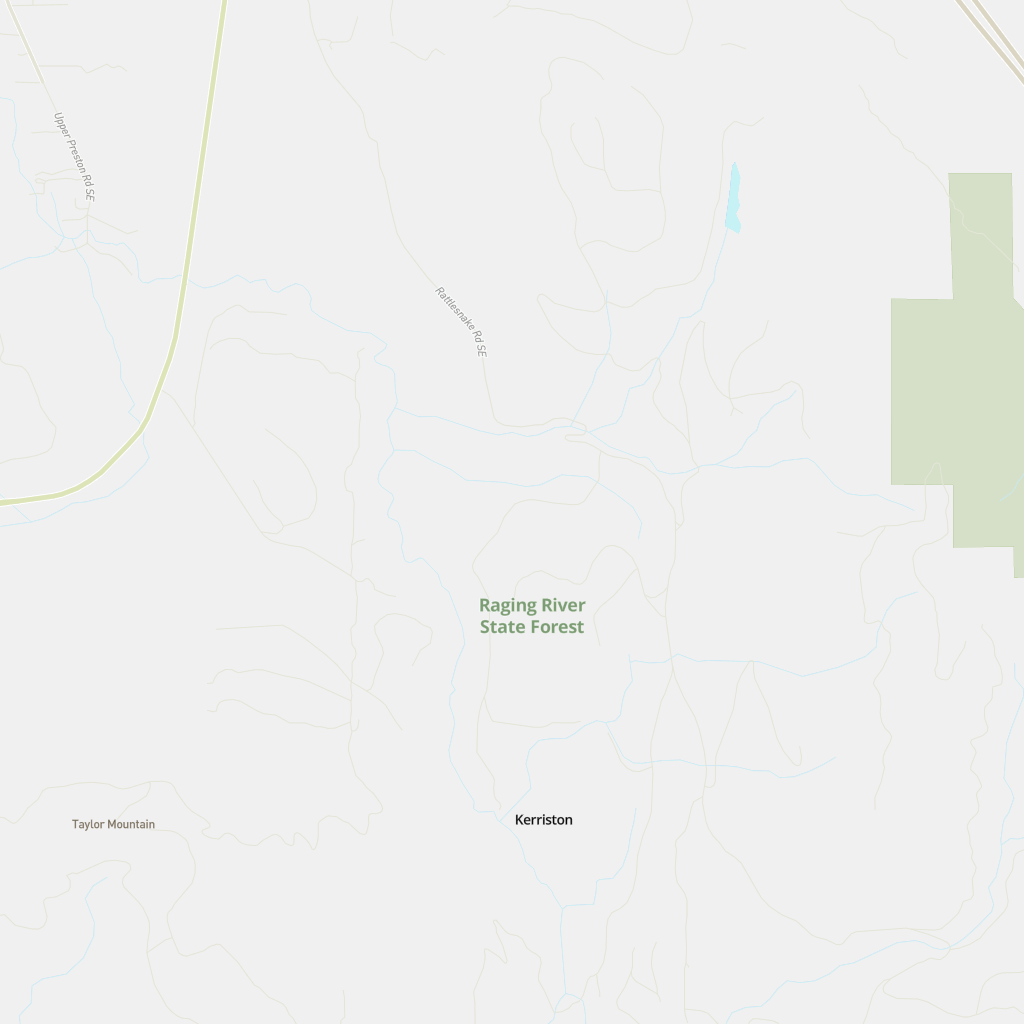 Upper Preston Rd SE
Rattlesnake Rd SE
Raging River
State Forest
Kerriston
Taylor Mountain